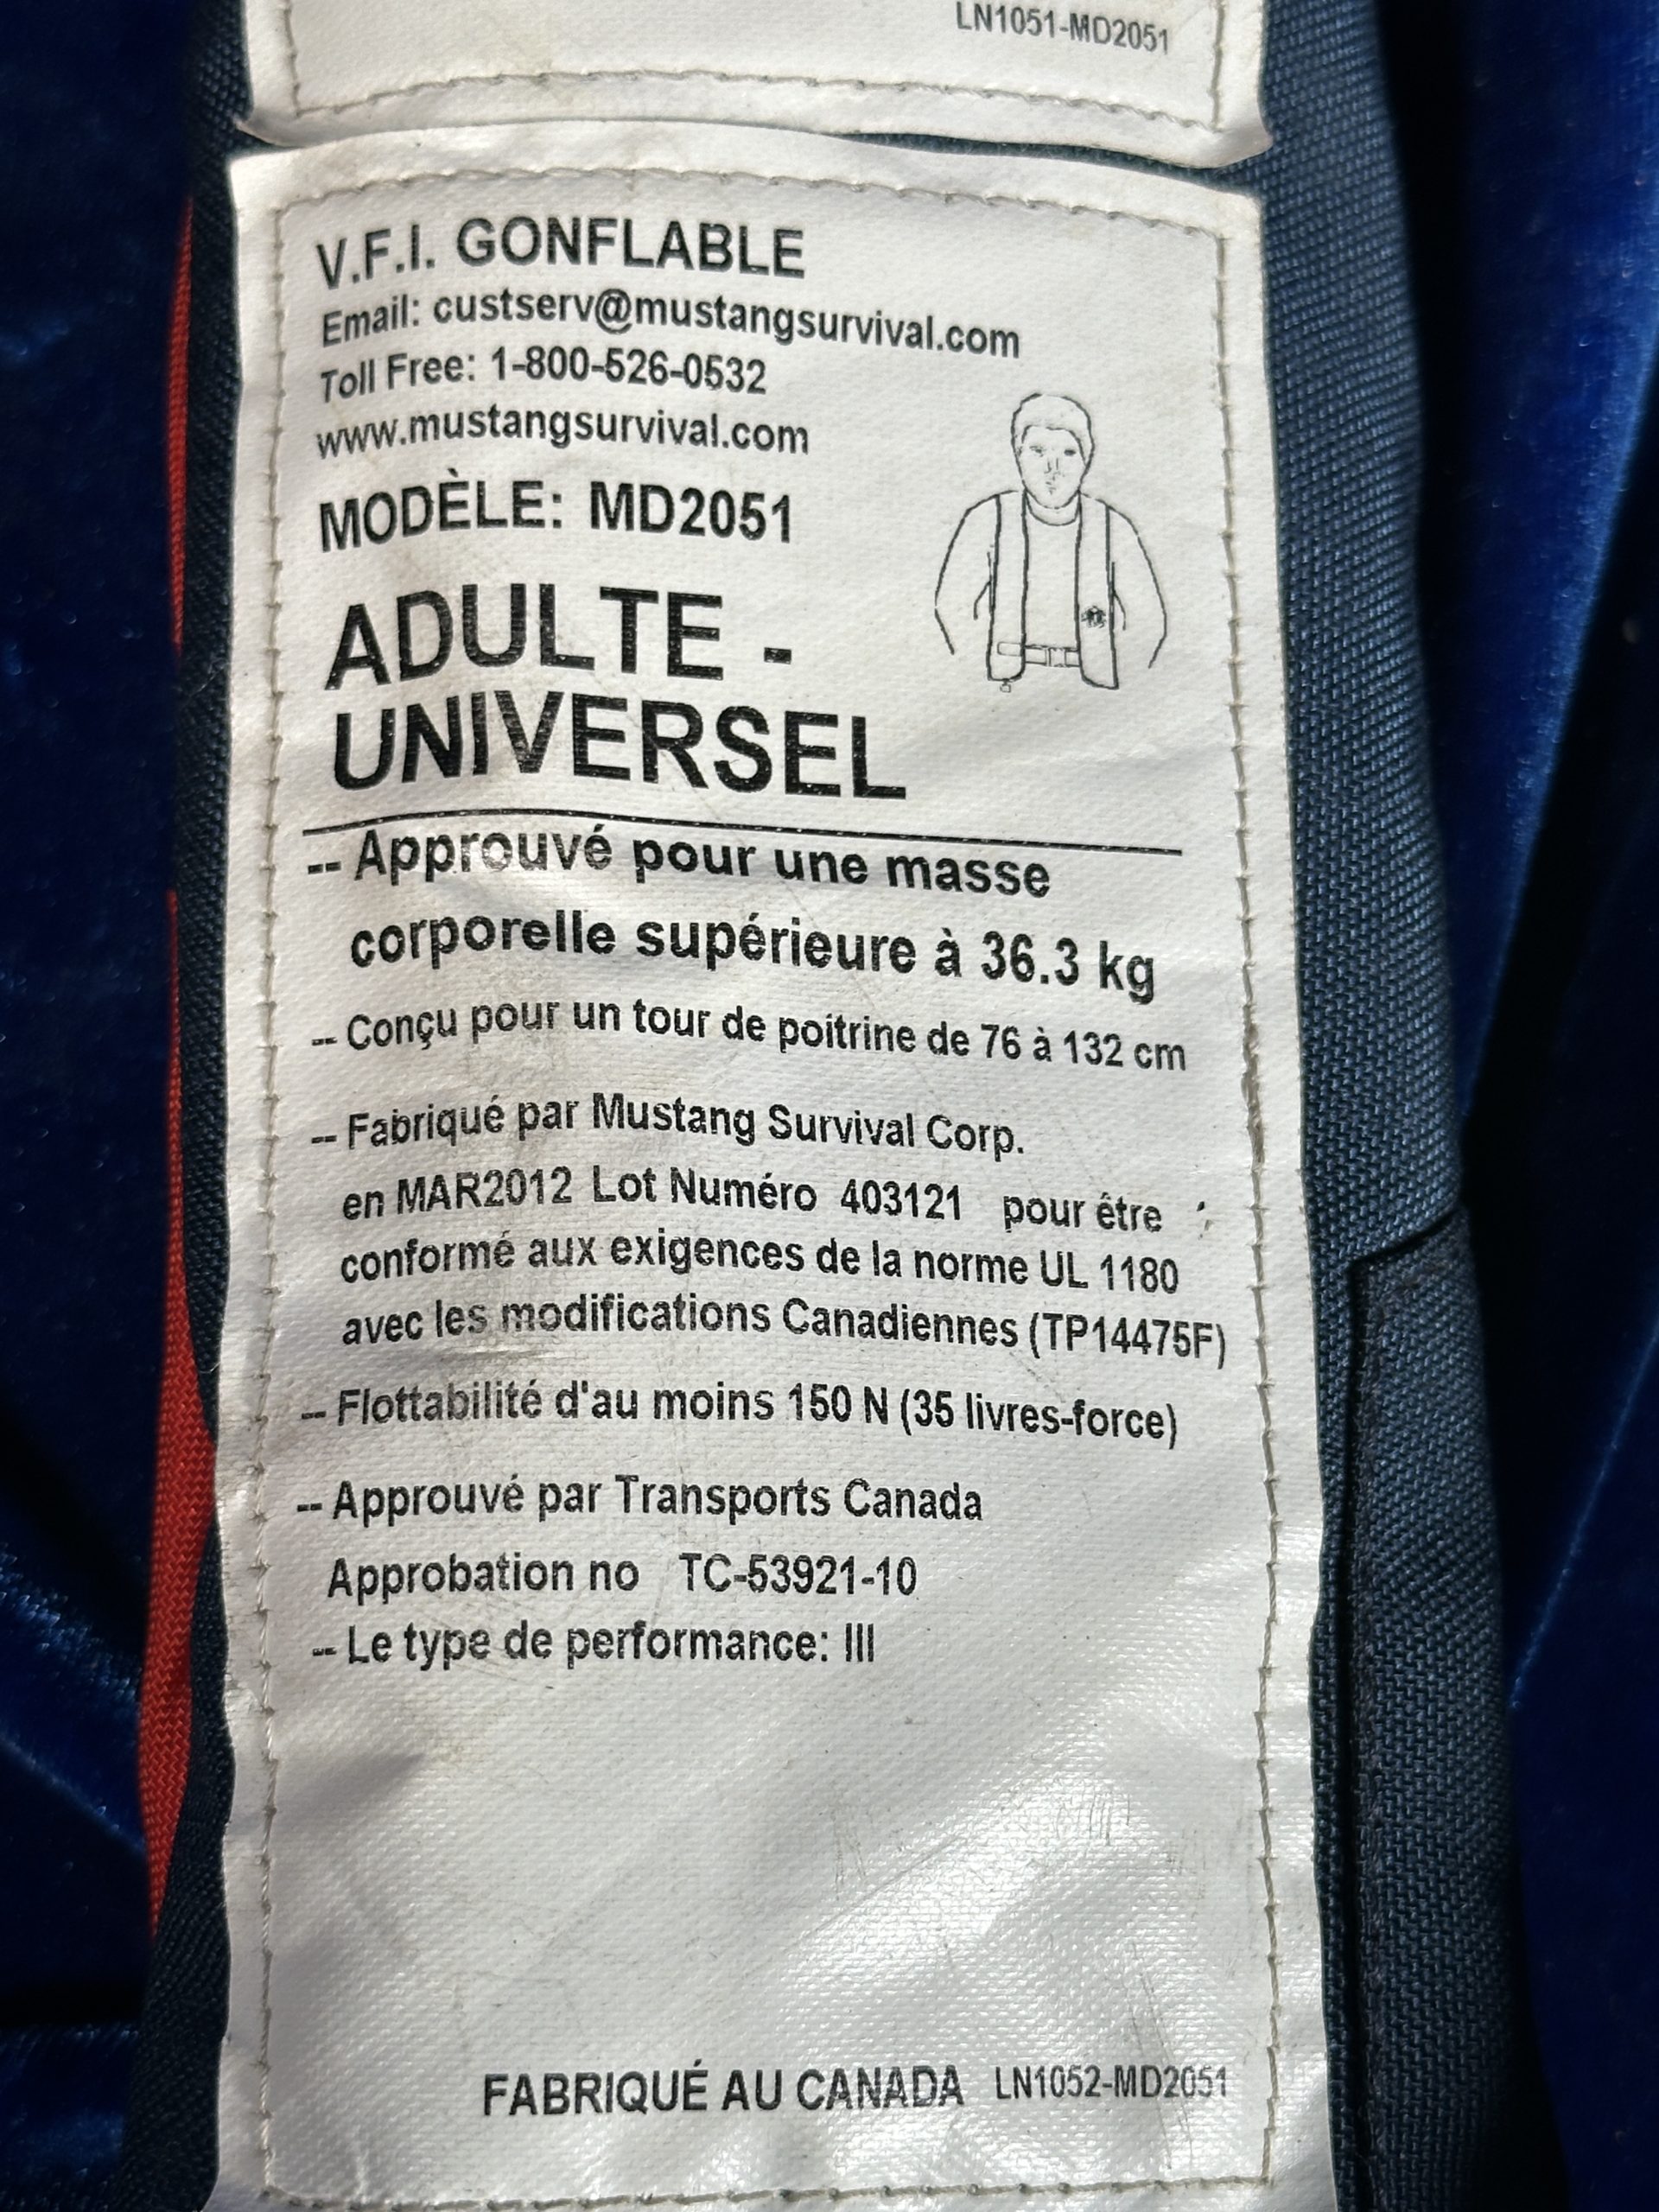 LN1051-MD2051
V.F.I. GONFLABLE
Email: custserv@mustangsurvival.com
Toll Free: 1-800-526-0532
www.mustangsurvival.com
MODÈLE: MD2051
ADULTE -
UNIVERSEL
-- Approuvé pour une masse
corporelle supérieure à 36.3 kg
-- Conçu pour un tour de poitrine de 76 à 132 cm
-- Fabriqué par Mustang Survival Corp.
en MAR2012 Lot Numéro 403121 pour être
conformé aux exigences de la norme UL 1180
avec les modifications Canadiennes (TP14475F)
-- Flottabilité d'au moins 150 N (35 livres-force)
-- Approuvé par Transports Canada
Approbation no TC-53921-10
-- Le type de performance: III
FABRIQUÉ AU CANADA LN1052-MD2051